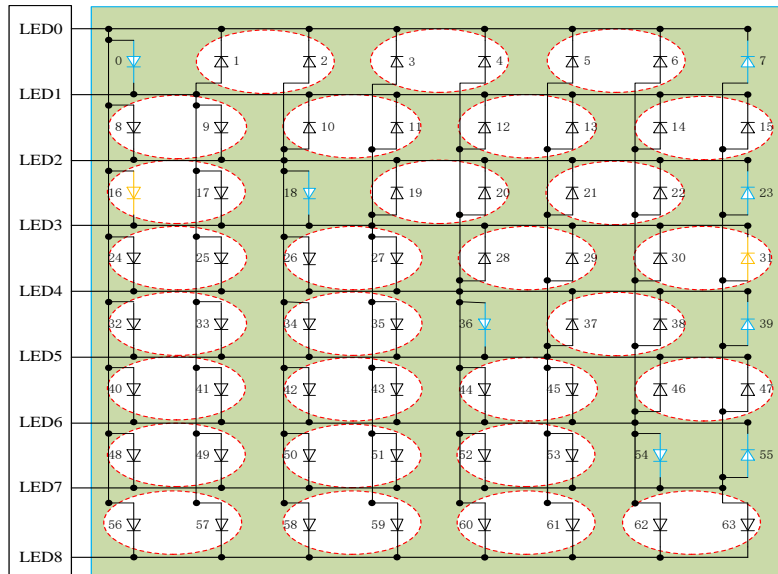 LED0
0 1 2 3 4 5 6 7
LED1
8 9 10 11 12 13 14 15
LED2
16 17 18 19 20 21 22 23
LED3
24 25 26 27 28 29 30 31
LED4
32 33 34 35 36 37 38 39
LED5
40 41 42 43 44 45 46 47
LED6
48 49 50 51 52 53 54 55
LED7
56 57 58 59 60 61 62 63
LED8